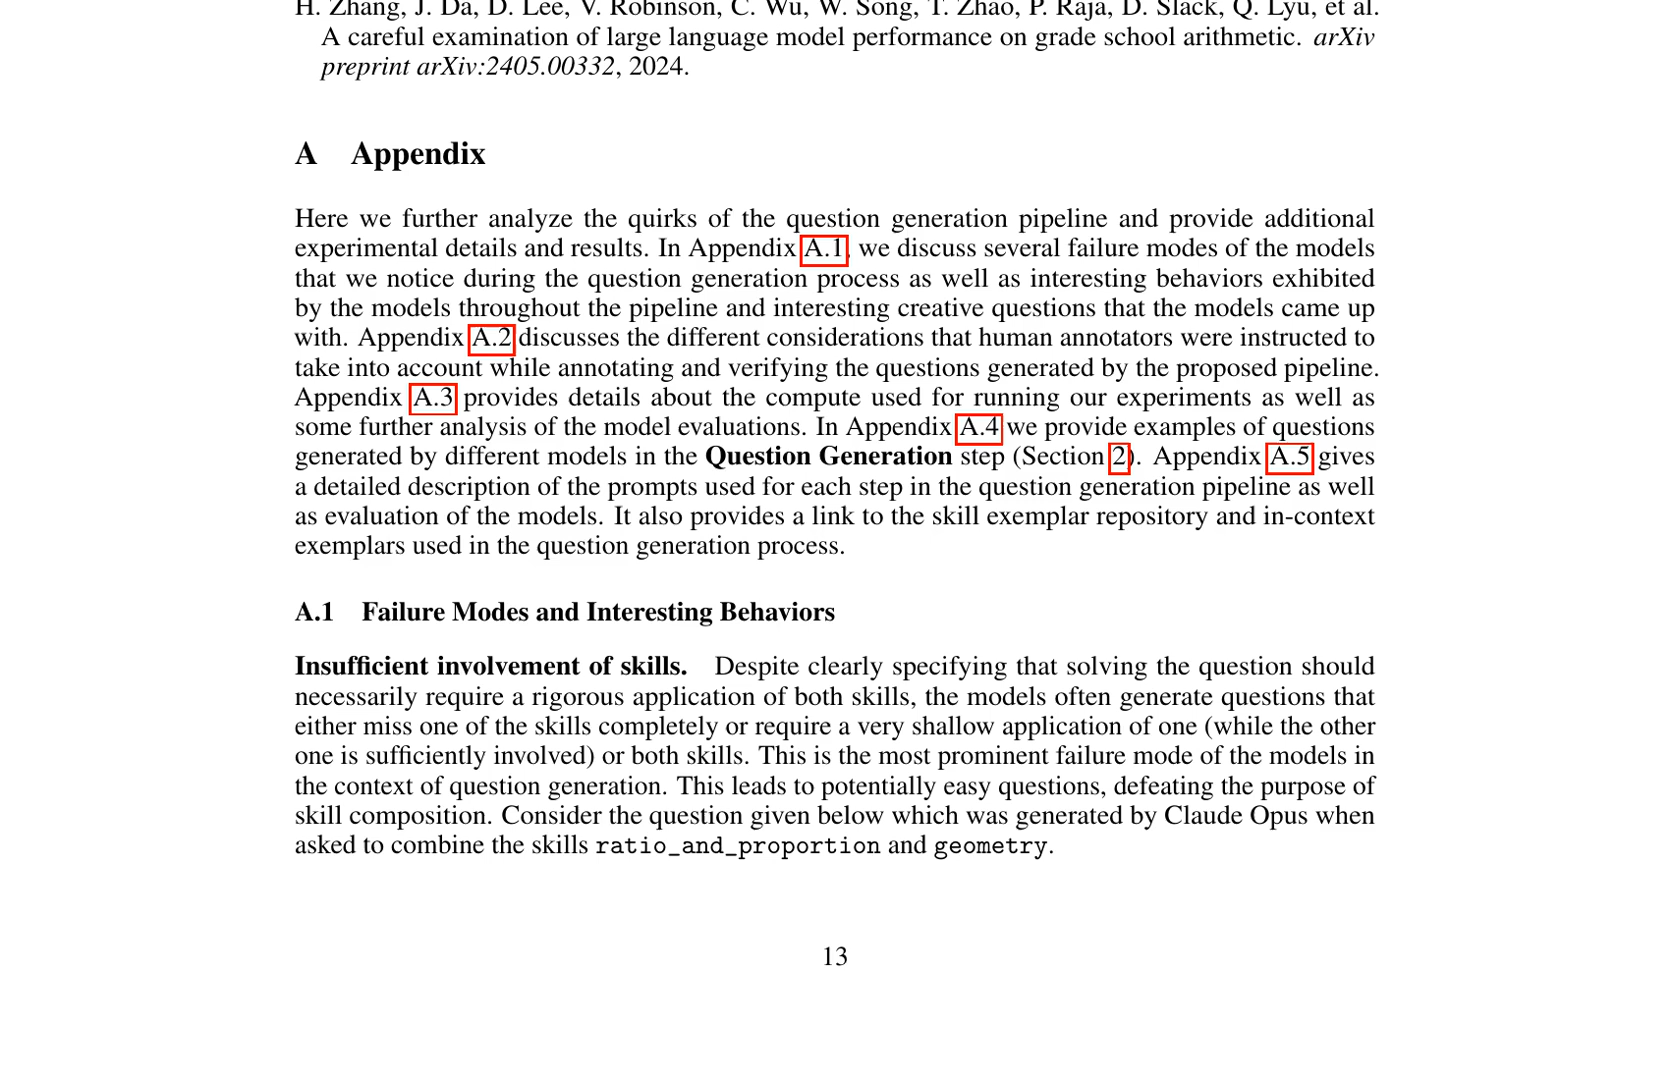 H. Zhang, J. Da, D. Lee, V. Robinson, C. Wu, W. Song, T. Zhao, P. Raja, D. Slack, Q. Lyu, et al.
A careful examination of large language model performance on grade school arithmetic. arXiv
preprint arXiv:2405.00332, 2024.
A Appendix
Here we further analyze the quirks of the question generation pipeline and provide additional
experimental details and results. In Appendix A.1, we discuss several failure modes of the models
that we notice during the question generation process as well as interesting behaviors exhibited
by the models throughout the pipeline and interesting creative questions that the models came up
with. Appendix A.2 discusses the different considerations that human annotators were instructed to
take into account while annotating and verifying the questions generated by the proposed pipeline.
Appendix A.3 provides details about the compute used for running our experiments as well as
some further analysis of the model evaluations. In Appendix A.4 we provide examples of questions
generated by different models in the Question Generation step (Section 2). Appendix A.5 gives
a detailed description of the prompts used for each step in the question generation pipeline as well
as evaluation of the models. It also provides a link to the skill exemplar repository and in-context
exemplars used in the question generation process.
A.1 Failure Modes and Interesting Behaviors
Insufficient involvement of skills. Despite clearly specifying that solving the question should
necessarily require a rigorous application of both skills, the models often generate questions that
either miss one of the skills completely or require a very shallow application of one (while the other
one is sufficiently involved) or both skills. This is the most prominent failure mode of the models in
the context of question generation. This leads to potentially easy questions, defeating the purpose of
skill composition. Consider the question given below which was generated by Claude Opus when
asked to combine the skills ratio_and_proportion and geometry.
13